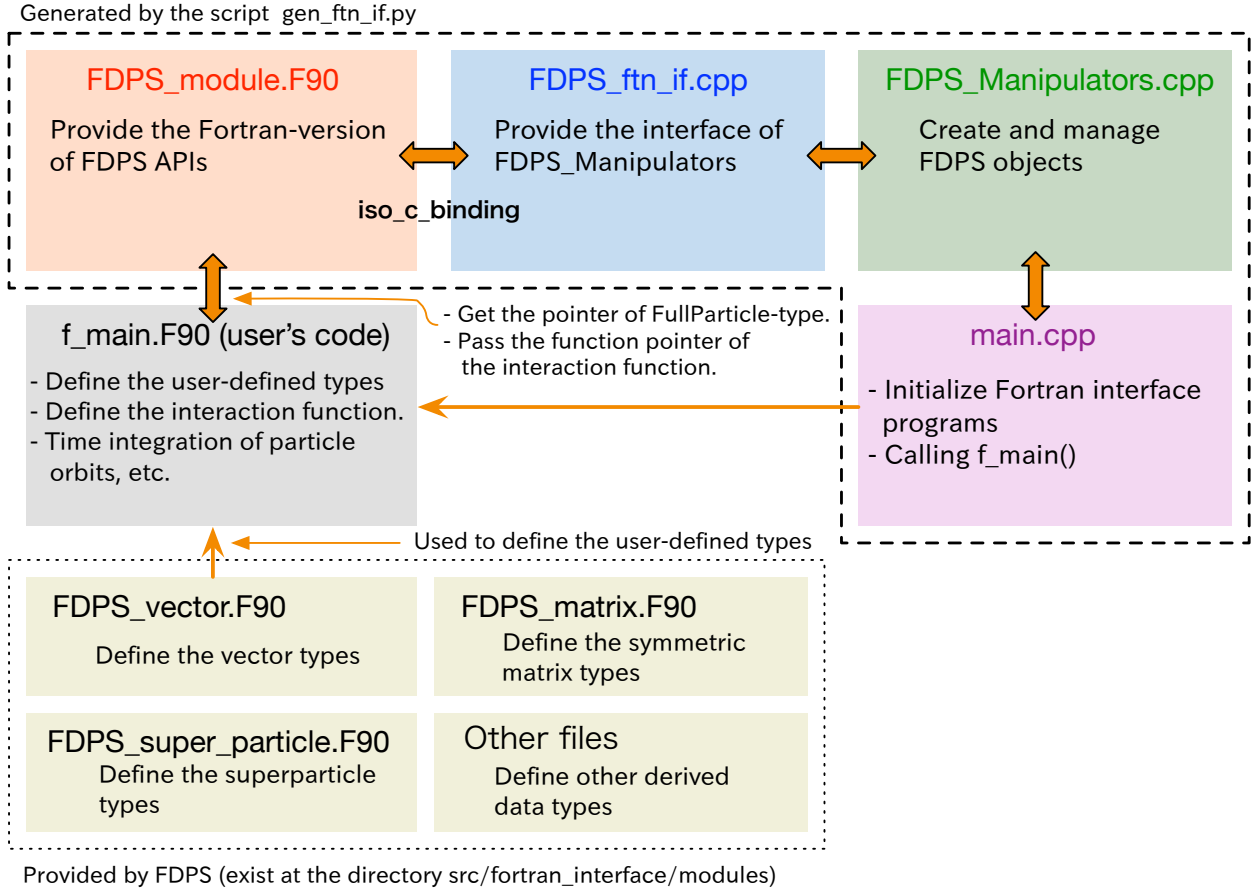 Generated by the script gen_ftn_if.py
FDPS_module.F90
Provide the Fortran-version
of FDPS APIs
FDPS_ftn_if.cpp
Provide the interface of
FDPS_Manipulators
FDPS_Manipulators.cpp
Create and manage
FDPS objects
iso_c_binding
f_main.F90 (user's code)
- Define the user-defined types
- Define the interaction function.
- Time integration of particle
orbits, etc.
- Get the pointer of FullParticle-type.
- Pass the function pointer of
the interaction function.
main.cpp
- Initialize Fortran interface
programs
- Calling f_main()
Used to define the user-defined types
FDPS_vector.F90
Define the vector types
FDPS_matrix.F90
Define the symmetric
matrix types
FDPS_super_particle.F90
Define the superparticle
types
Other files
Define other derived
data types
Provided by FDPS (exist at the directory src/fortran_interface/modules)